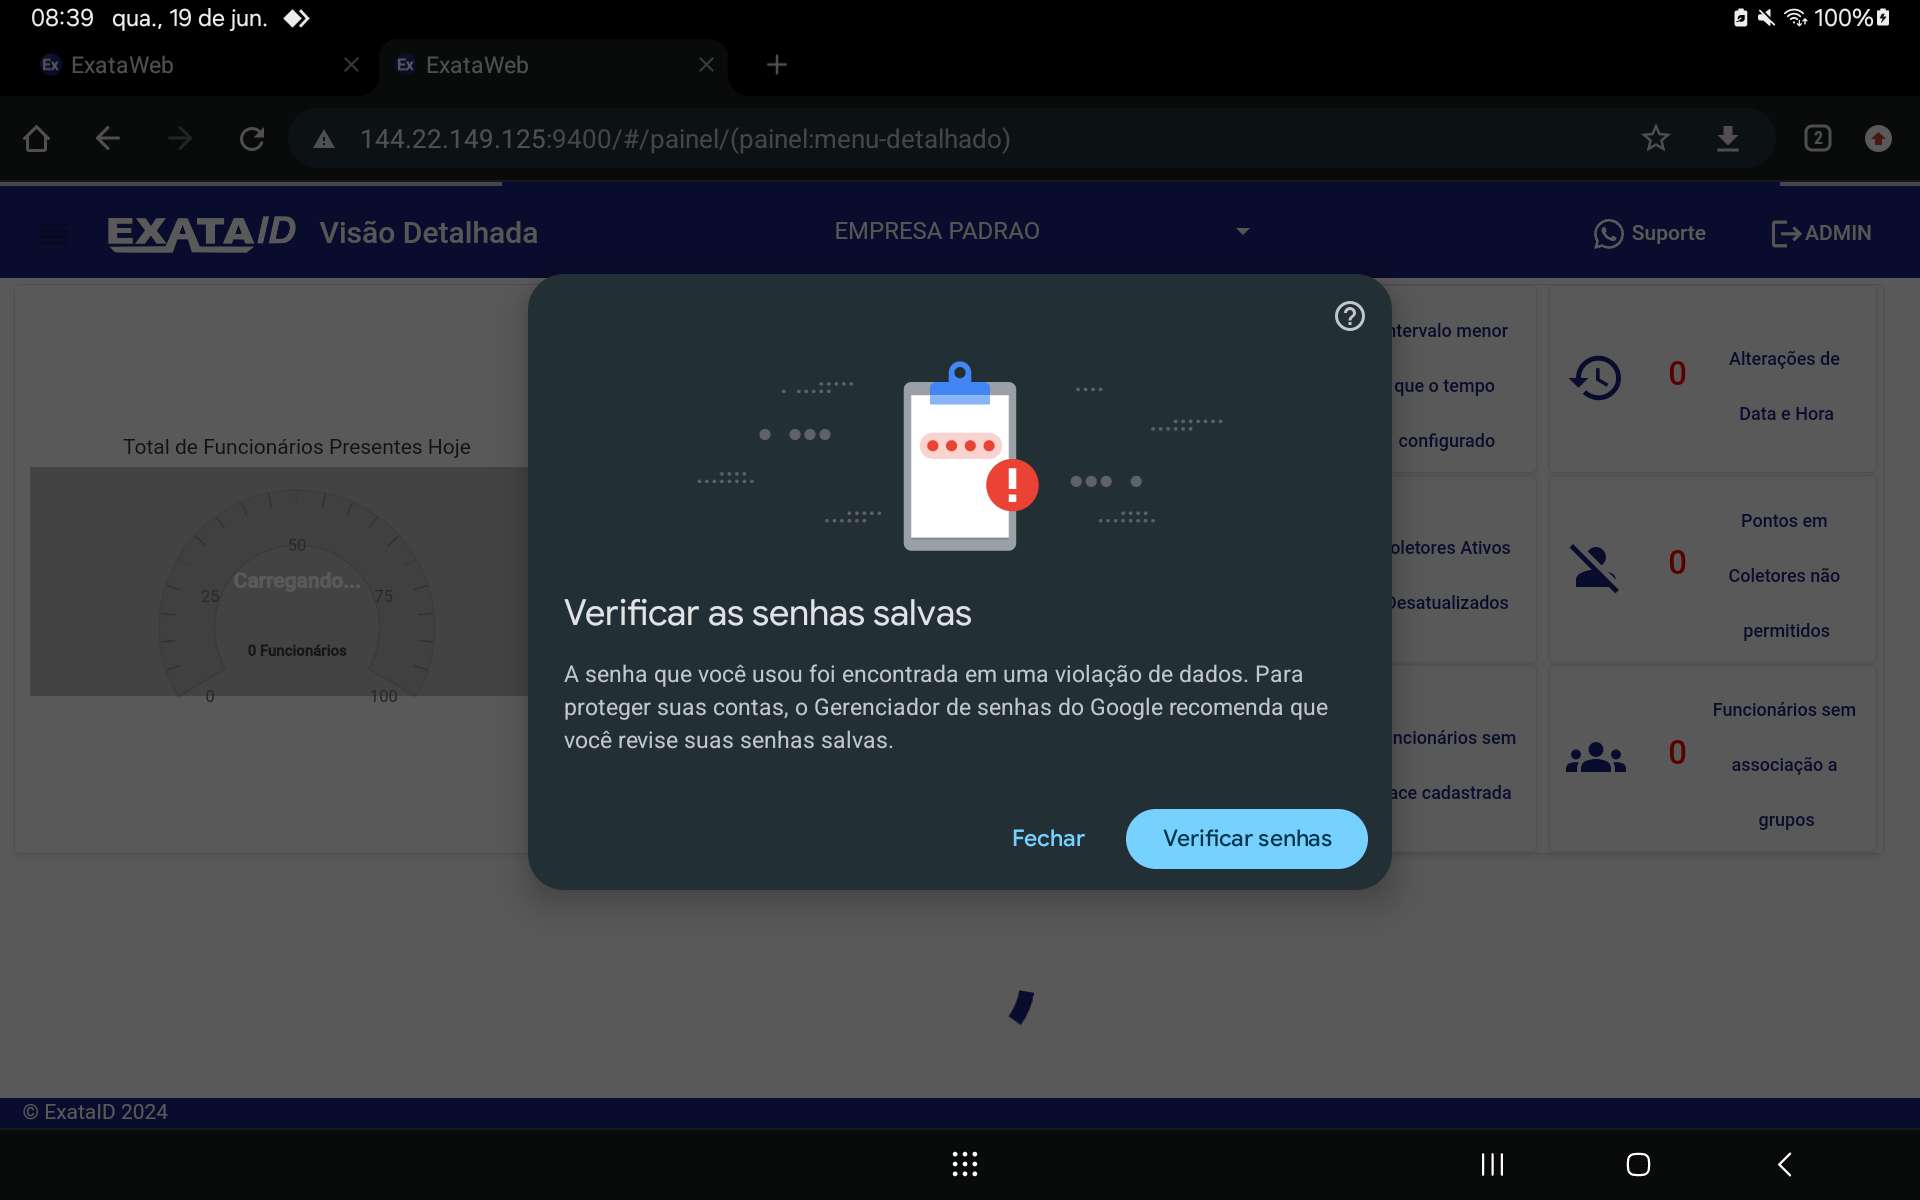 08:39 qua., 19 de jun.
100%
Ex ExataWeb
Ex ExataWeb
144.22.149.125:9400/#/painel/(painel:menu-detalhado)
2
EXATAID Visão Detalhada
EMPRESA PADRAO
Suporte
ADMIN
Total de Funcionários Presentes Hoje
50
Carregando...
25
75
0 Funcionários
0
100
Verificar as senhas salvas
A senha que você usou foi encontrada em uma violação de dados. Para
proteger suas contas, o Gerenciador de senhas do Google recomenda que
você revise suas senhas salvas.
Fechar
Verificar senhas
ntervalo menor
que o tempo
configurado
0
Alterações de
Data e Hora
oletores Ativos
Desatualizados
0
Pontos em
Coletores não
permitidos
ncionários sem
ace cadastrada
0
Funcionários sem
associação a
grupos
© ExataID 2024